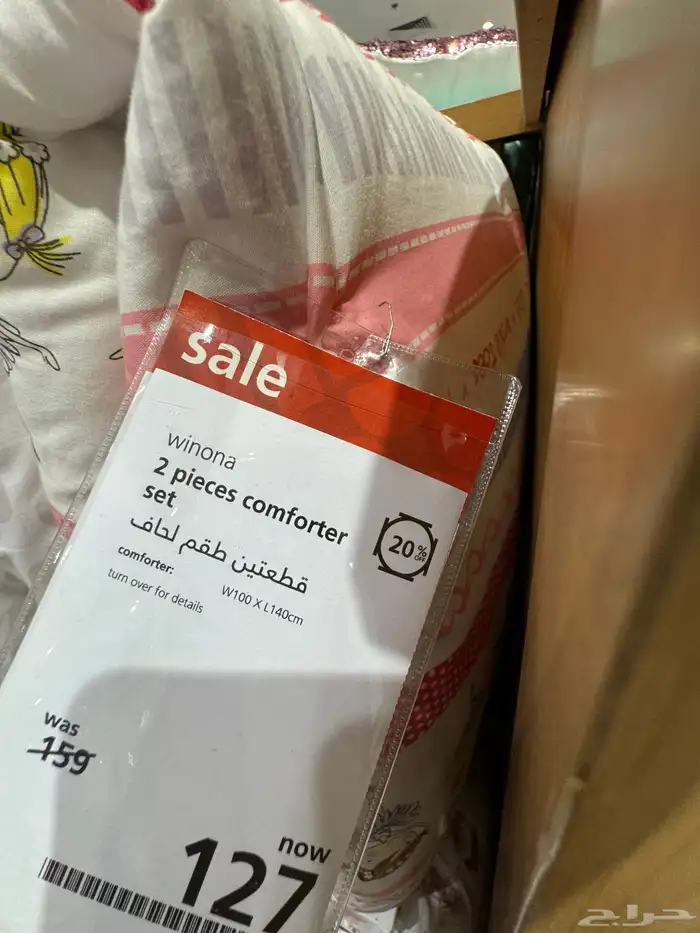 sale
winona
2 pieces comforter
set
20% OFF
قطعتين طقم لحاف
comforter:
W100 X L140cm
turn over for details
was
159
now
127
حراج